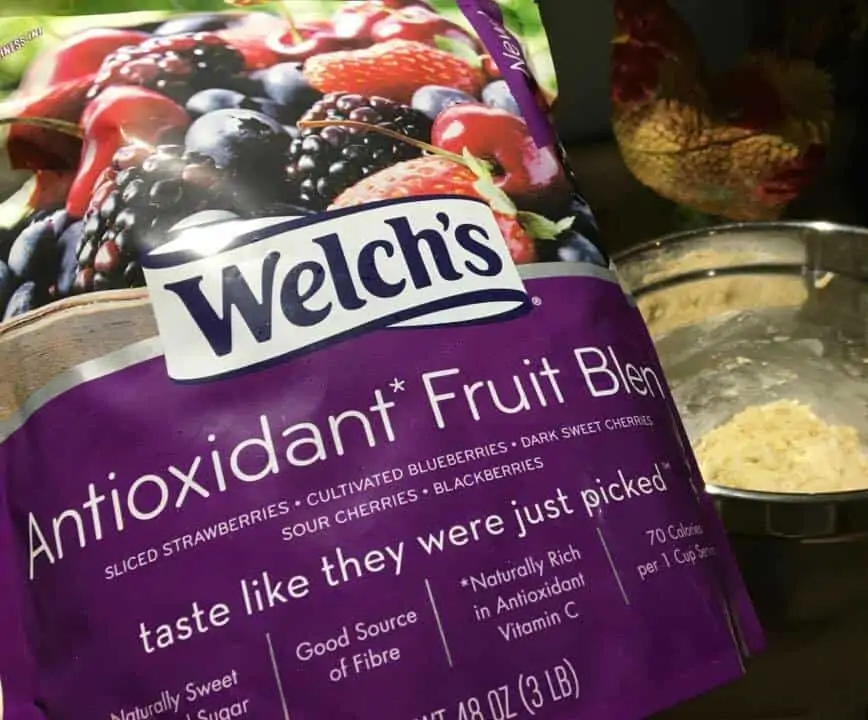 New
Welch's®
Antioxidant* Fruit Blen
SLICED STRAWBERRIES • CULTIVATED BLUEBERRIES • DARK SWEET CHERRIES
SOUR CHERRIES • BLACKBERRIES
taste like they were just picked™
Naturally Sweet
Sugar
Good Source
of Fibre
*Naturally Rich
in Antioxidant
Vitamin C
70 Calories
per 1 Cup
WT 48 OZ (3 LB)